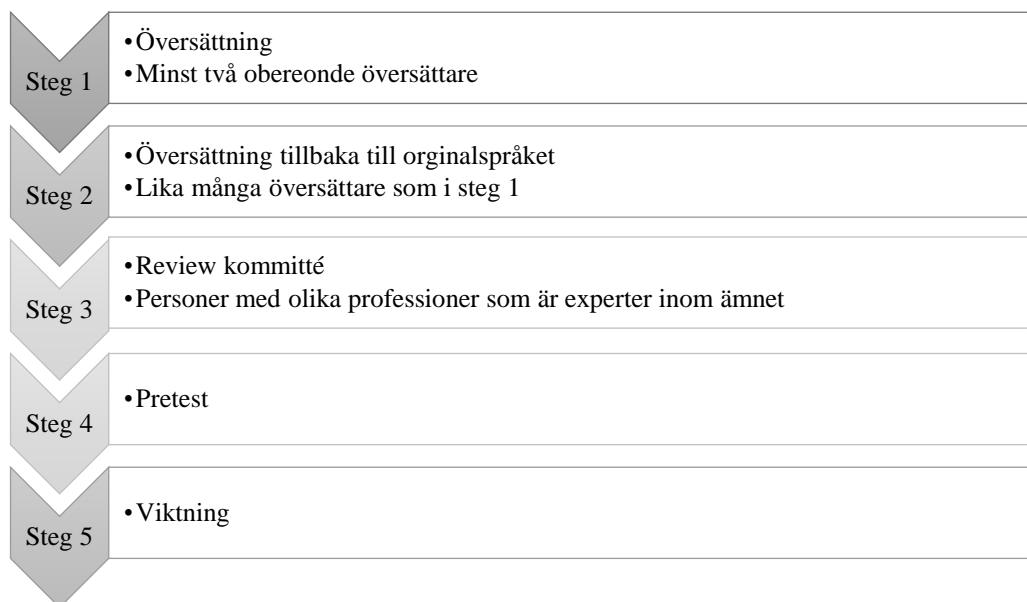 Steg 1
•Översättning
•Minst två obereonde översättare
Steg 2
•Översättning tillbaka till orginalspråket
•Lika många översättare som i steg 1
Steg 3
•Review kommitté
•Personer med olika professioner som är experter inom ämnet
Steg 4
•Pretest
Steg 5
•Viktning